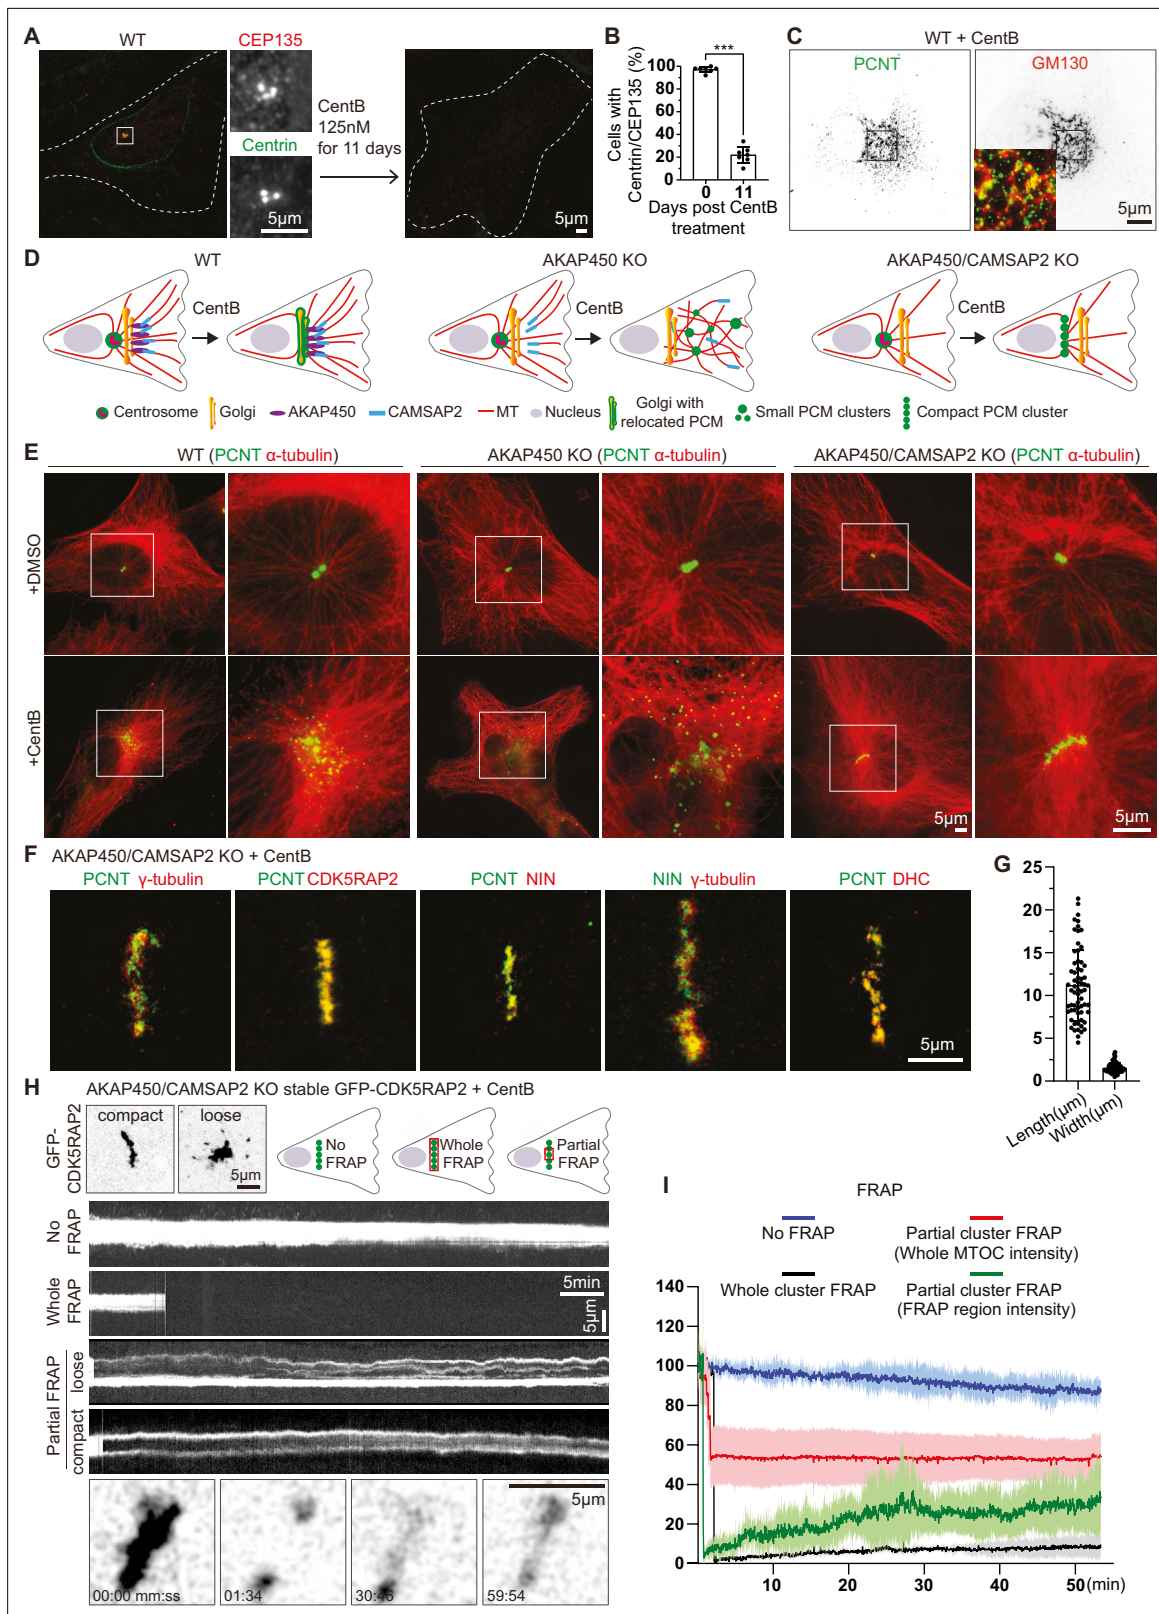 A
WT
CEP135
Centrin
5µm
CentB
125nM
for 11 days
5µm
B
***
Cells with
Centrin/CEP135 (%)
100
80
60
40
20
0
0 11
Days post CentB
treatment
C
WT + CentB
PCNT
GM130
5µm
D
WT
CentB
AKAP450 KO
CentB
AKAP450/CAMSAP2 KO
CentB
Centrosome
Golgi
AKAP450
CAMSAP2
MT
Nucleus
Golgi with
relocated PCM
Small PCM clusters
Compact PCM cluster
E
WT (PCNT α-tubulin)
AKAP450 KO (PCNT α-tubulin)
AKAP450/CAMSAP2 KO (PCNT α-tubulin)
+DMSO
+CentB
5µm
5µm
F
AKAP450/CAMSAP2 KO + CentB
PCNT γ-tubulin
PCNT CDK5RAP2
PCNT NIN
NIN γ-tubulin
PCNT DHC
5µm
G
25
20
15
10
5
0
Length(µm)
Width(µm)
H
AKAP450/CAMSAP2 KO stable GFP-CDK5RAP2 + CentB
GFP-
CDK5RAP2
compact
loose
5µm
No
FRAP
Whole
FRAP
Partial
FRAP
No
FRAP
Whole
FRAP
5min
5µm
Partial FRAP
loose
compact
00:00 mm:ss
01:34
30:46
59:54
5µm
I
FRAP
No FRAP
Partial cluster FRAP
(Whole MTOC intensity)
Whole cluster FRAP
Partial cluster FRAP
(FRAP region intensity)
140
120
100
80
60
40
20
0
10 20 30 40 50 (min)